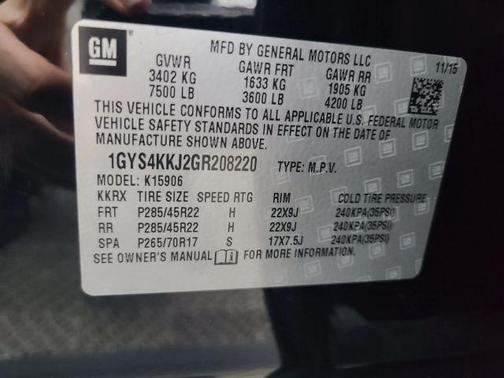 GM
MFD BY GENERAL MOTORS LLC
GVWR GAWR FRT GAWR RR 11/15
3402 KG 1633 KG 1905 KG
7500 LB 3600 LB 4200 LB
THIS VEHICLE CONFORMS TO ALL APPLICABLE U.S. FEDERAL MOTOR
VEHICLE SAFETY STANDARDS IN EFFECT ON THE DATE OF
MANUFACTURE SHOWN ABOVE.
1GYS4KKJ2GR208220 TYPE: M.P.V.
MODEL: K15906
KKRX TIRE SIZE SPEED RTG RIM COLD TIRE PRESSURE
FRT P285/45R22 H 22X9J 240KPA(35PSI)
RR P285/45R22 H 22X9J 240KPA(35PSI)
SPA P265/70R17 S 17X7.5J 240KPA(35PSI)
SEE OWNER'S MANUAL FOR MORE INFORMATION